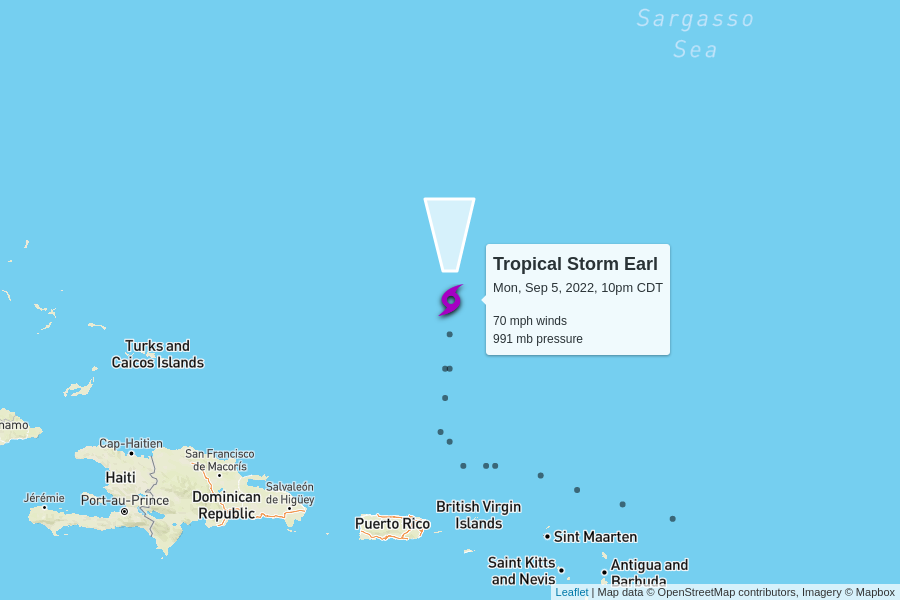 Sargasso
Sea
Tropical Storm Earl
Mon, Sep 5, 2022, 10pm CDT
70 mph winds
991 mb pressure
Turks and
Caicos Islands
namo
Cap-Haitien
San Francisco
de Macorís
Haiti
Jérémie
Port-au-Prince
Dominican
Republic
Salvaleón
de Higüey
Puerto Rico
British Virgin
Islands
Sint Maarten
Saint Kitts
and Nevis
Antigua and
Barbuda
Leaflet | Map data © OpenStreetMap contributors, Imagery © Mapbox